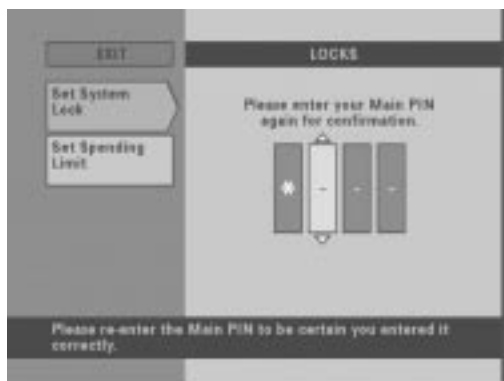 EXIT
LOCKS
Set System
Lock
Set Spending
Limit
Please enter your Main PIN
again for confirmation.
* - - -
Please re-enter the Main PIN to be certain you entered it
correctly.